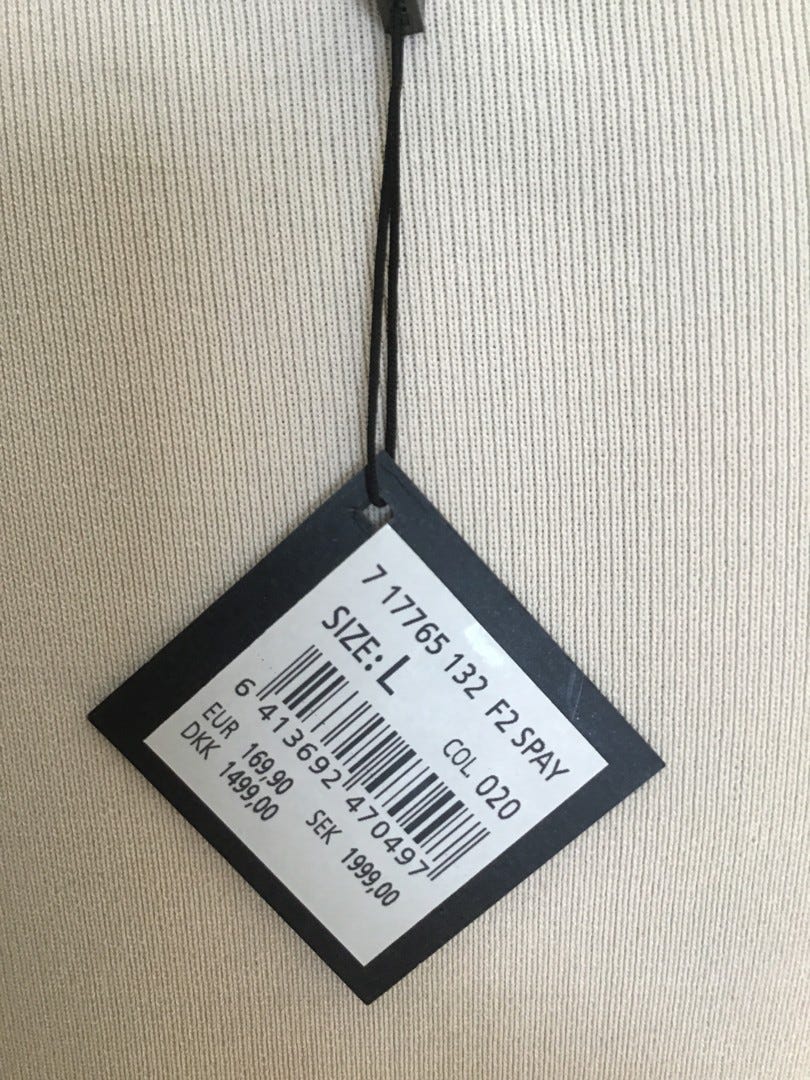 7 17765 132 F2 SPAY
SIZE: L
COL 020
6 413692 470497
EUR 169,90
DKK 1499,00 SEK 1999,00